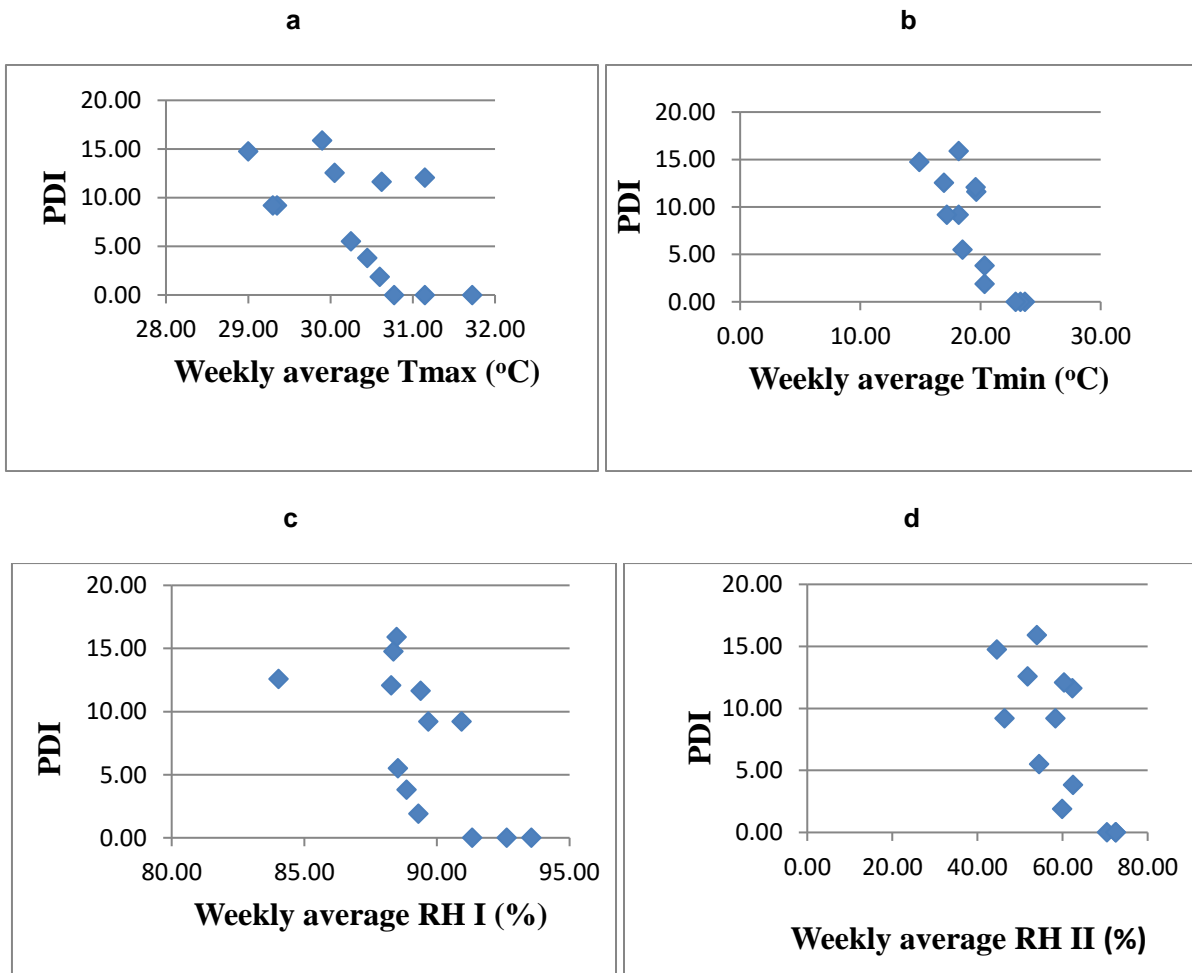 a
20.00
15.00
10.00
5.00
0.00
28.00 29.00 30.00 31.00 32.00
PDI
Weekly average Tmax (ᵒC)
b
20.00
15.00
10.00
5.00
0.00
0.00 10.00 20.00 30.00
PDI
Weekly average Tmin (ᵒC)
c
20.00
15.00
10.00
5.00
0.00
80.00 85.00 90.00 95.00
PDI
Weekly average RH I (%)
d
20.00
15.00
10.00
5.00
0.00
0.00 20.00 40.00 60.00 80.00
PDI
Weekly average RH II (%)